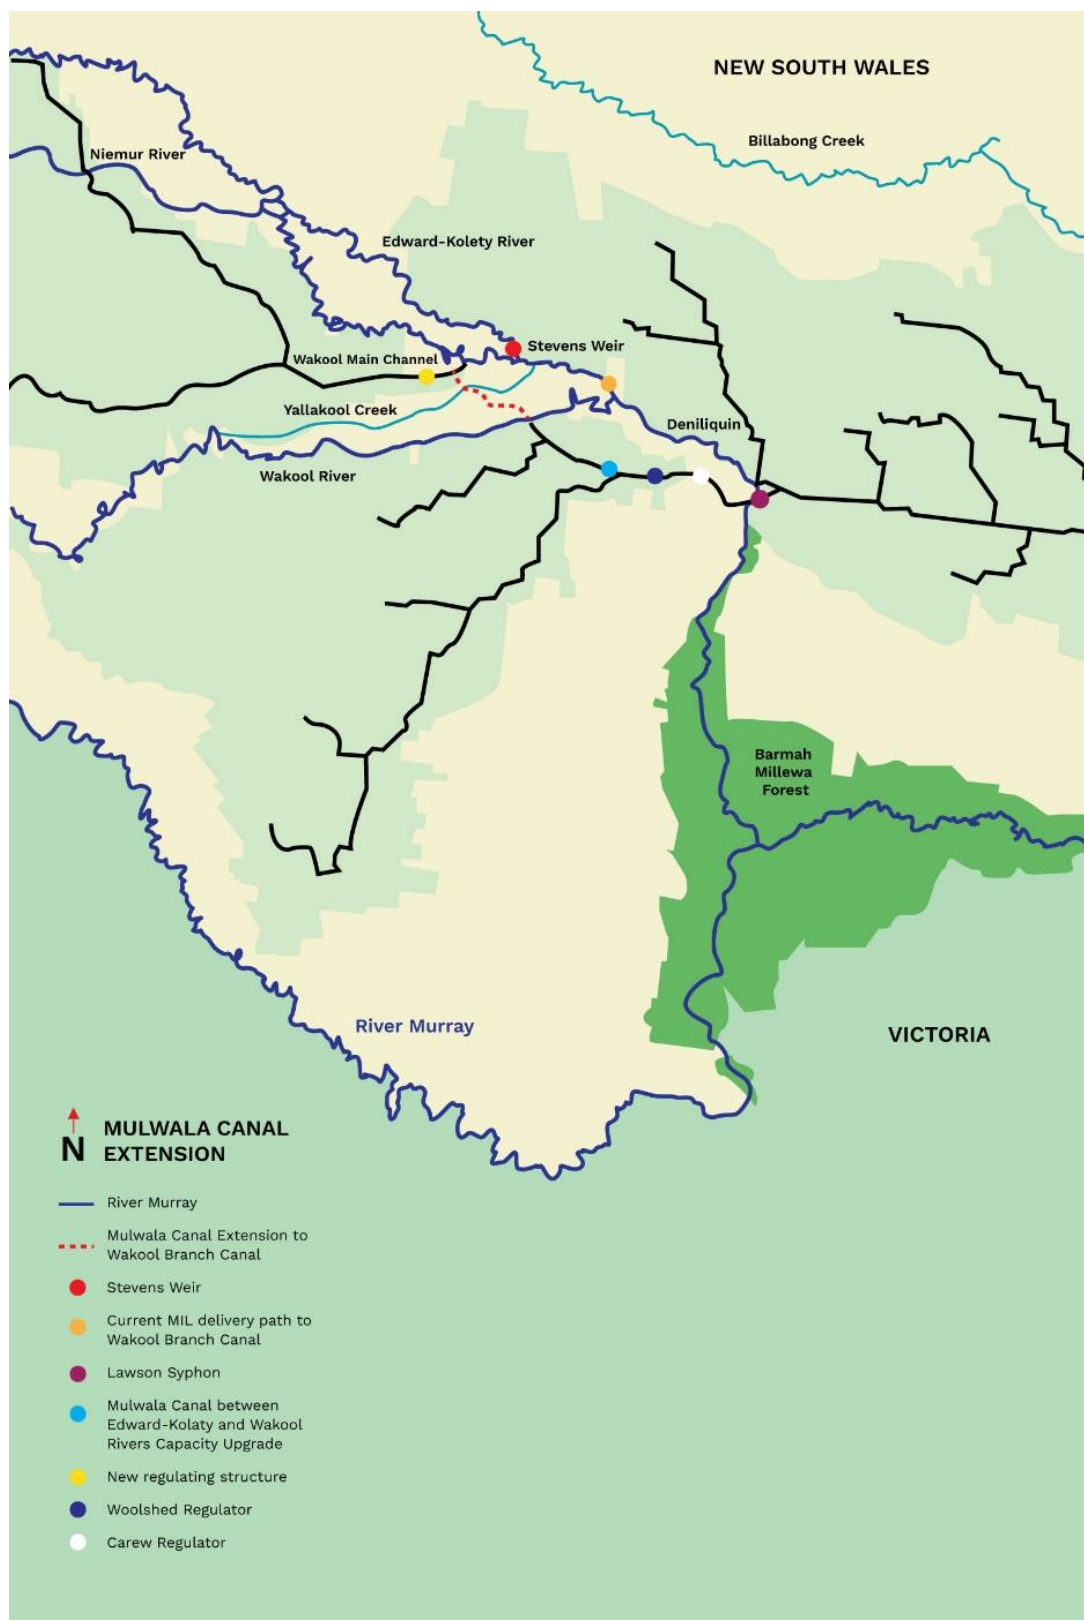 NEW SOUTH WALES
Billabong Creek
Niemur River
Edward-Kolety River
Stevens Weir
Wakool Main Channel
Yallakool Creek
Deniliquin
Wakool River
Barmah
Millewa
Forest
River Murray
VICTORIA
N
MULWALA CANAL
EXTENSION
River Murray
Mulwala Canal Extension to
Wakool Branch Canal
Stevens Weir
Current MIL delivery path to
Wakool Branch Canal
Lawson Syphon
Mulwala Canal between
Edward-Kolaty and Wakool
Rivers Capacity Upgrade
New regulating structure
Woolshed Regulator
Carew Regulator